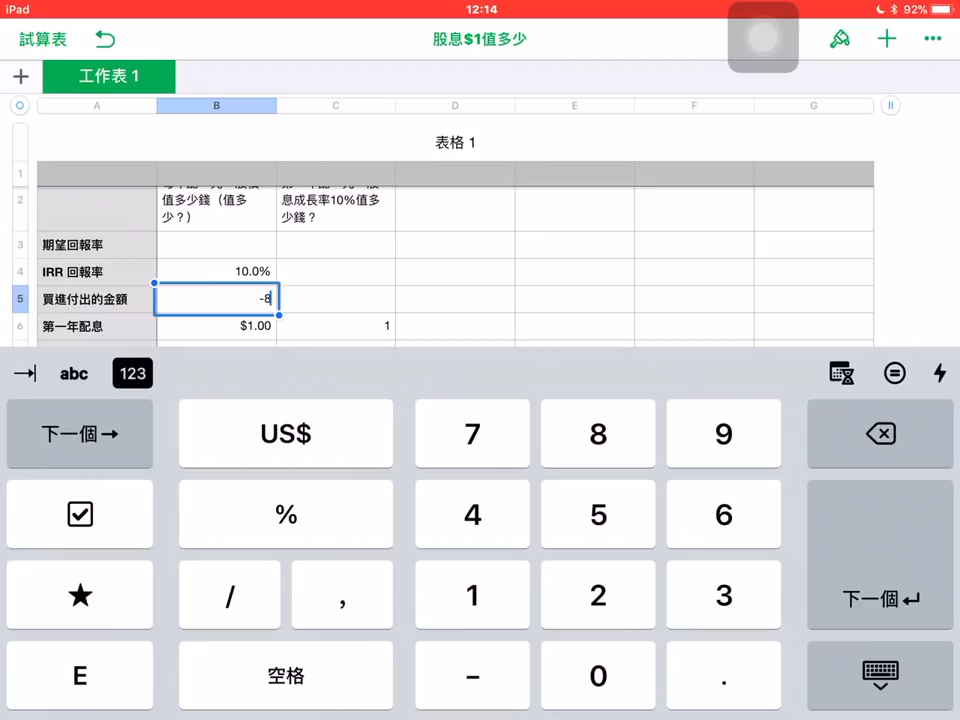 iPad
12:14
92%
試算表
股息$1值多少
工作表 1
A B C D E F G
表格 1
1
2
值多少錢（值多
少？）
息成長率10%值多
少錢？
3 期望回報率
4 IRR 回報率 10.0%
5 買進付出的金額 -8
6 第一年配息 $1.00 1
abc 123
下一個→ US$ 7 8 9
% 4 5 6
/ , 1 2 3 下一個
E 空格 - 0 .